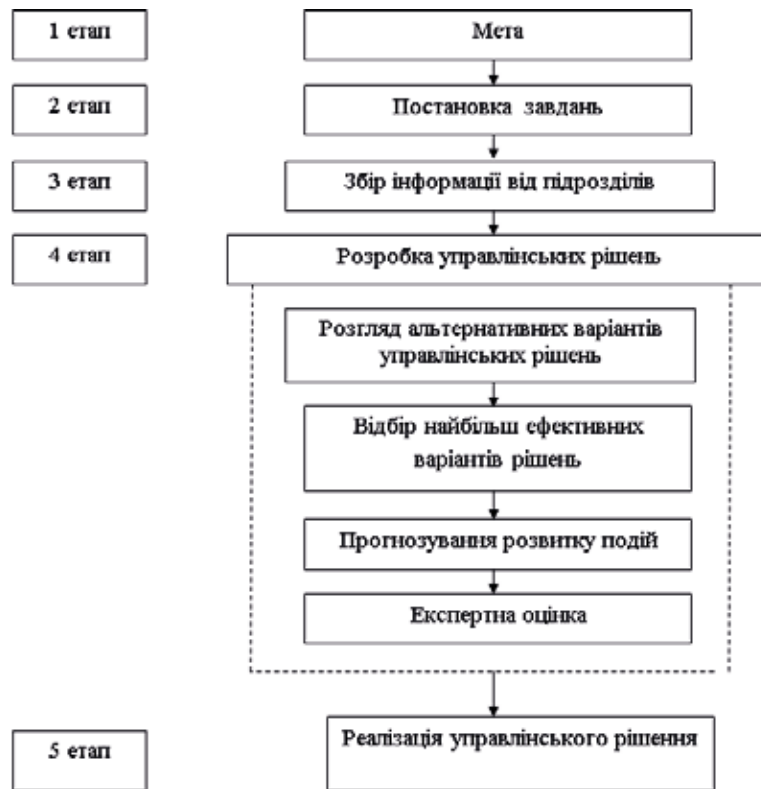 1 етап
Мета
2 етап
Постановка завдань
3 етап
Збір інформації від підрозділів
4 етап
Розробка управлінських рішень
Розгляд альтернативних варіантів
управлінських рішень
Відбір найбільш ефективних
варіантів рішень
Прогнозування розвитку подій
Експертна оцінка
5 етап
Реалізація управлінського рішення